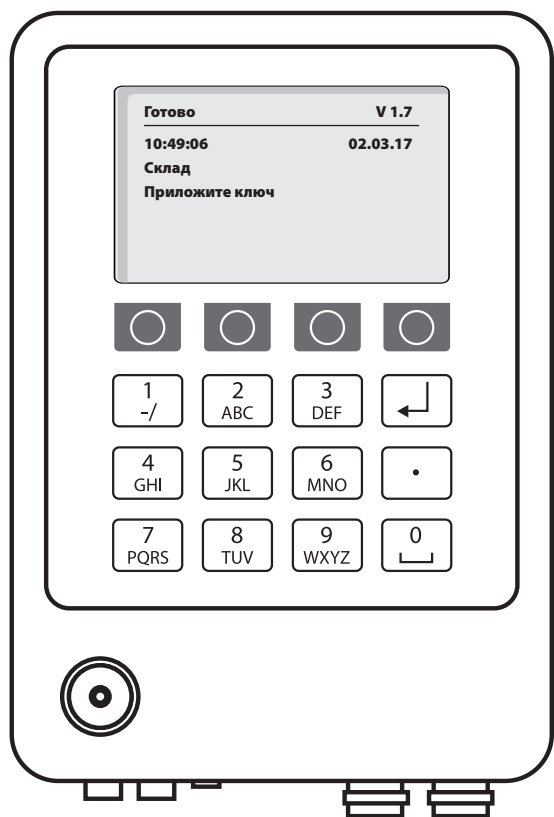 Готово V 1.7
10:49:06 02.03.17
Склад
Приложите ключ
1 2 3
-/ ABC DEF
4 5 6 .
GHI JKL MNO
7 8 9 0
PQRS TUV WXYZ